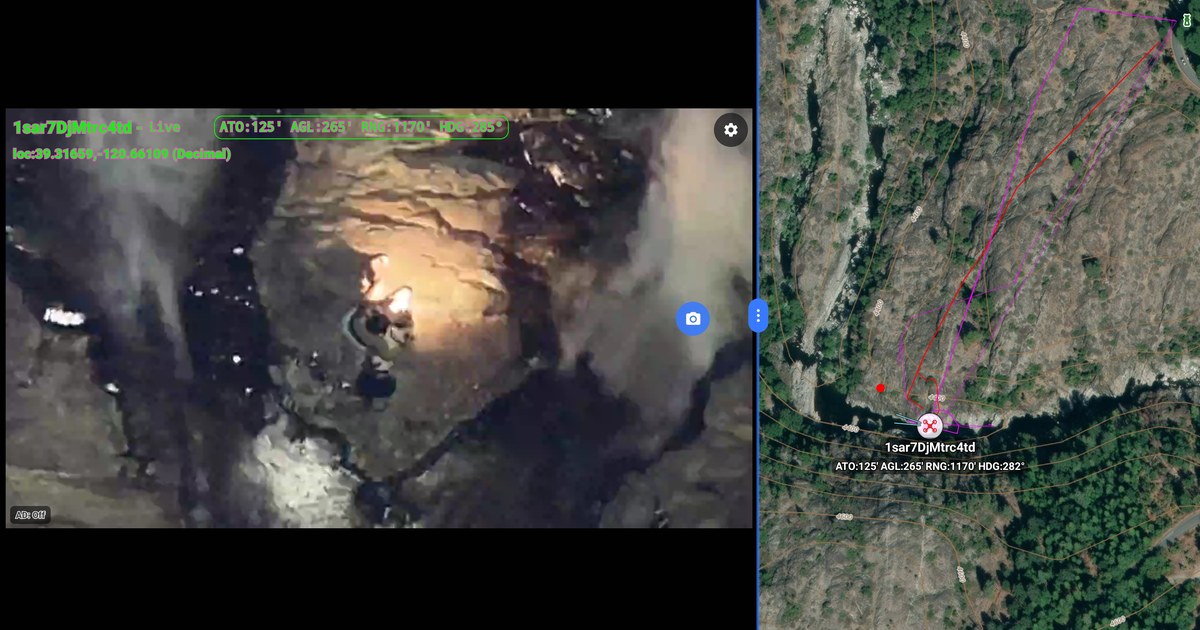 1sar7DjMtrc4td - Live
ATO:125' AGL:265' RNG:1170' HDG:285°
loc:39.31659,-120.66109 (Decimal)
AD: Off
1sar7DjMtrc4td
ATO:125' AGL:265' RNG:1170' HDG:282°